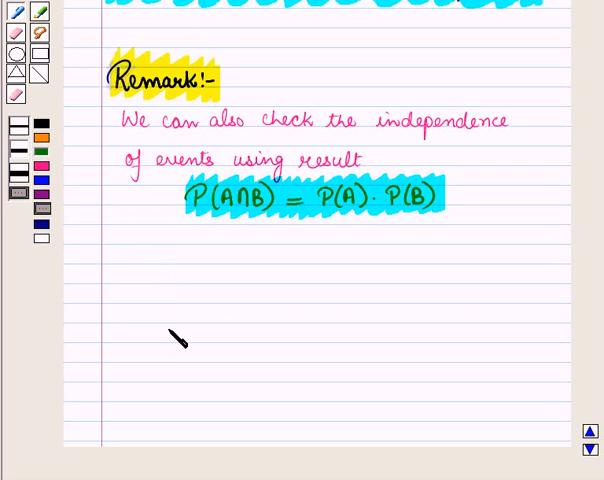 Remark:-
We can also check the independence
of events using result
P(A∩B) = P(A). P(B)